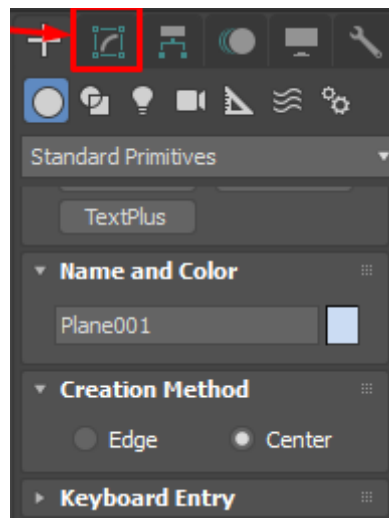 Standard Primitives
TextPlus
Name and Color
Plane001
Creation Method
Edge Center
Keyboard Entry